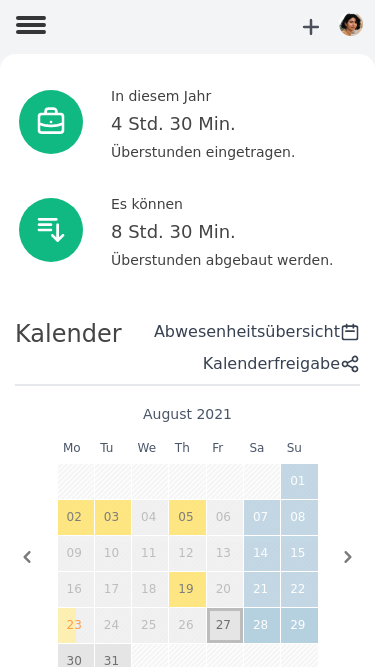 In diesem Jahr
4 Std. 30 Min.
Überstunden eingetragen.
Es können
8 Std. 30 Min.
Überstunden abgebaut werden.
Kalender
Abwesenheitsübersicht
Kalenderfreigabe
August 2021
Mo Tu We Th Fr Sa Su
01
02 03 04 05 06 07 08
09 10 11 12 13 14 15
16 17 18 19 20 21 22
23 24 25 26 27 28 29
30 31